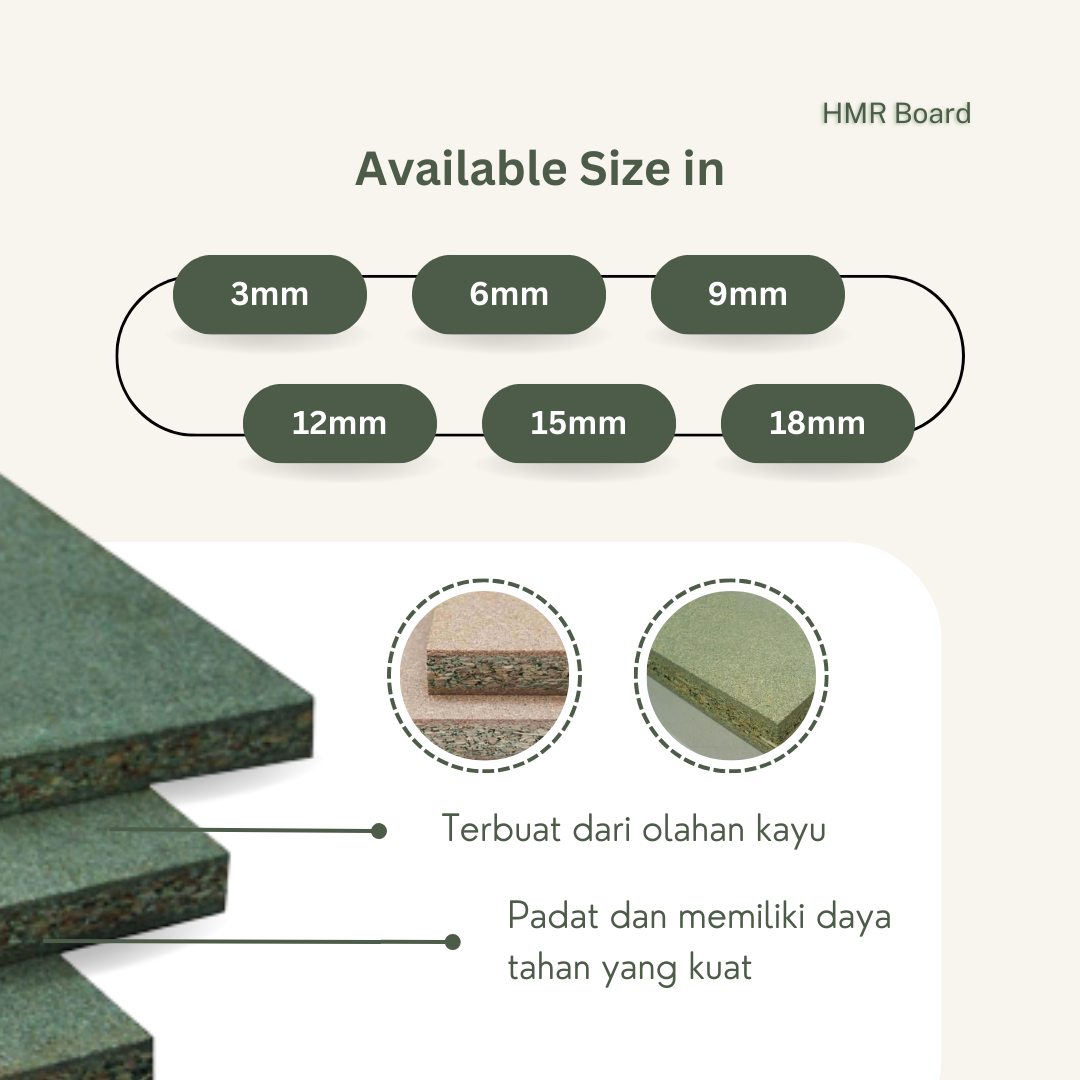 HMR Board
Available Size in
3mm
6mm
9mm
12mm
15mm
18mm
Terbuat dari olahan kayu
Padat dan memiliki daya
tahan yang kuat